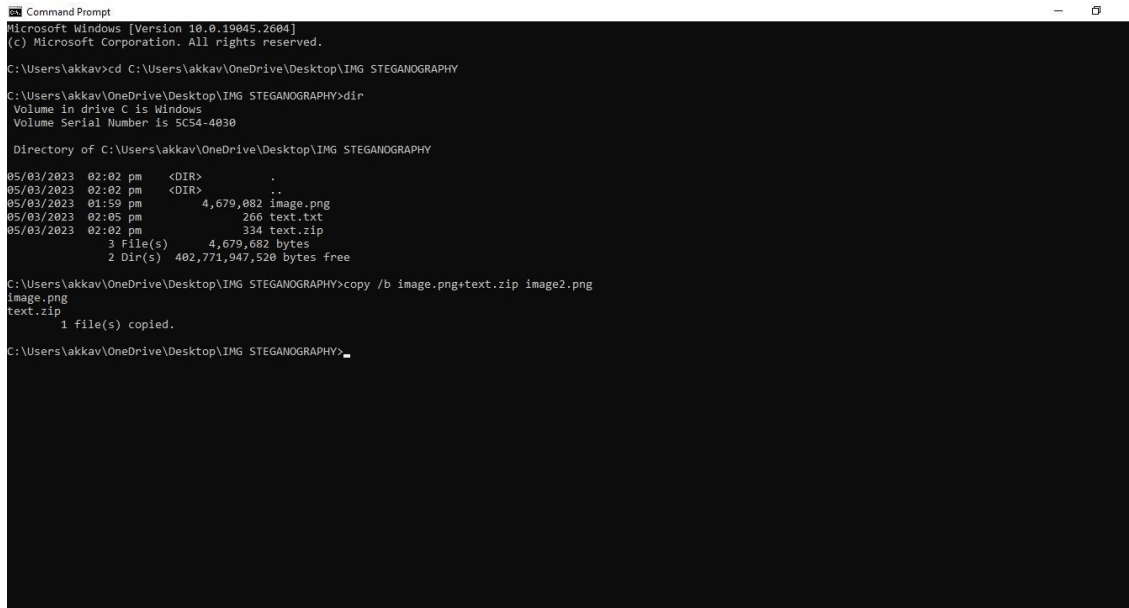 Command Prompt
Microsoft Windows [Version 10.0.19045.2604]
(c) Microsoft Corporation. All rights reserved.
C:\Users\akkav>cd C:\Users\akkav\OneDrive\Desktop\IMG STEGANOGRAPHY
C:\Users\akkav\OneDrive\Desktop\IMG STEGANOGRAPHY>dir
Volume in drive C is Windows
Volume Serial Number is 5C54-4030
Directory of C:\Users\akkav\OneDrive\Desktop\IMG STEGANOGRAPHY
05/03/2023 02:02 pm <DIR> .
05/03/2023 02:02 pm <DIR> ..
05/03/2023 01:59 pm 4,679,082 image.png
05/03/2023 02:05 pm 266 text.txt
05/03/2023 02:02 pm 334 text.zip
3 File(s) 4,679,682 bytes
2 Dir(s) 402,771,947,520 bytes free
C:\Users\akkav\OneDrive\Desktop\IMG STEGANOGRAPHY>copy /b image.png+text.zip image2.png
image.png
text.zip
1 file(s) copied.
C:\Users\akkav\OneDrive\Desktop\IMG STEGANOGRAPHY>